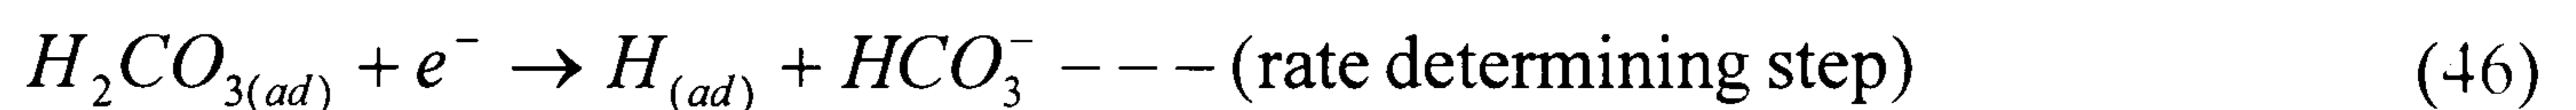 H₂CO₃₍ad₎ + e⁻ → H₍ad₎ + HCO₃⁻ − − − (rate determining step) (46)